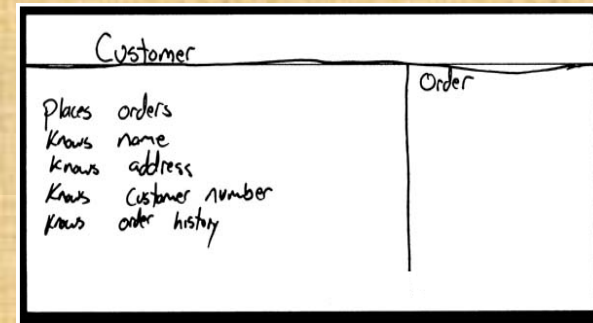 Customer
Places orders
Knows name
Knows address
Knows Customer number
Knows order history
Order